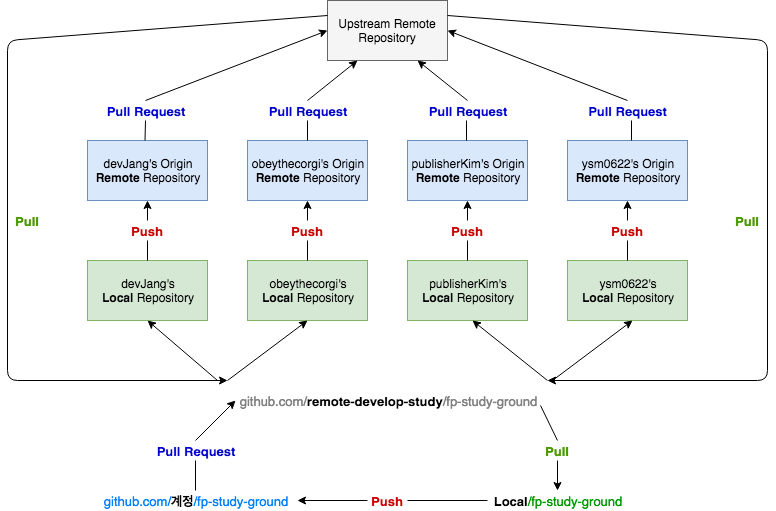 Upstream Remote
Repository
Pull Request
Pull Request
Pull Request
Pull Request
devJang's Origin
Remote Repository
obeythecorgi's Origin
Remote Repository
publisherKim's Origin
Remote Repository
ysm0622's Origin
Remote Repository
Pull
Push
Push
Push
Push
Pull
devJang's
Local Repository
obeythecorgi's
Local Repository
publisherKim's
Local Repository
ysm0622's
Local Repository
github.com/remote-develop-study/fp-study-ground
Pull Request
Pull
github.com/계정/fp-study-ground
Push
Local/fp-study-ground